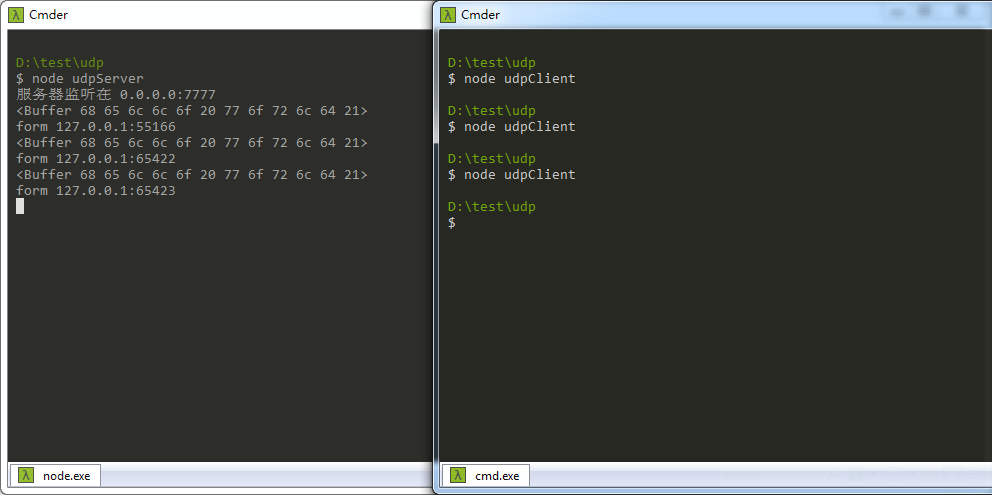 Cmder
D:\test\udp
$ node udpServer
服务器监听在 0.0.0.0:7777
<Buffer 68 65 6c 6c 6f 20 77 6f 72 6c 64 21>
form 127.0.0.1:55166
<Buffer 68 65 6c 6c 6f 20 77 6f 72 6c 64 21>
form 127.0.0.1:65422
<Buffer 68 65 6c 6c 6f 20 77 6f 72 6c 64 21>
form 127.0.0.1:65423
λ node.exe
Cmder
D:\test\udp
$ node udpClient
D:\test\udp
$ node udpClient
D:\test\udp
$ node udpClient
D:\test\udp
$
λ cmd.exe